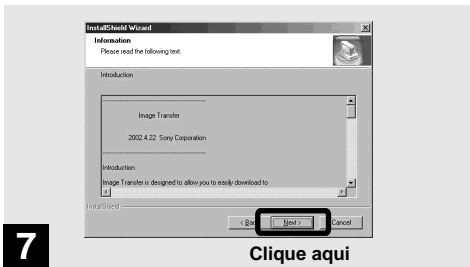 InstallShield Wizard
Information
Please read the following text.
Introduction
Image Transfer
2002.4.22 Sony Corporation
Introduction
Image Transfer is designed to allow you to easily download to
InstallShield
< Bac Next > Cancel
7
Clique aqui